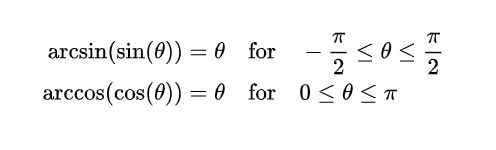 arcsin(sin(θ)) = θ for −π/2 ≤ θ ≤ π/2
arccos(cos(θ)) = θ for 0 ≤ θ ≤ π